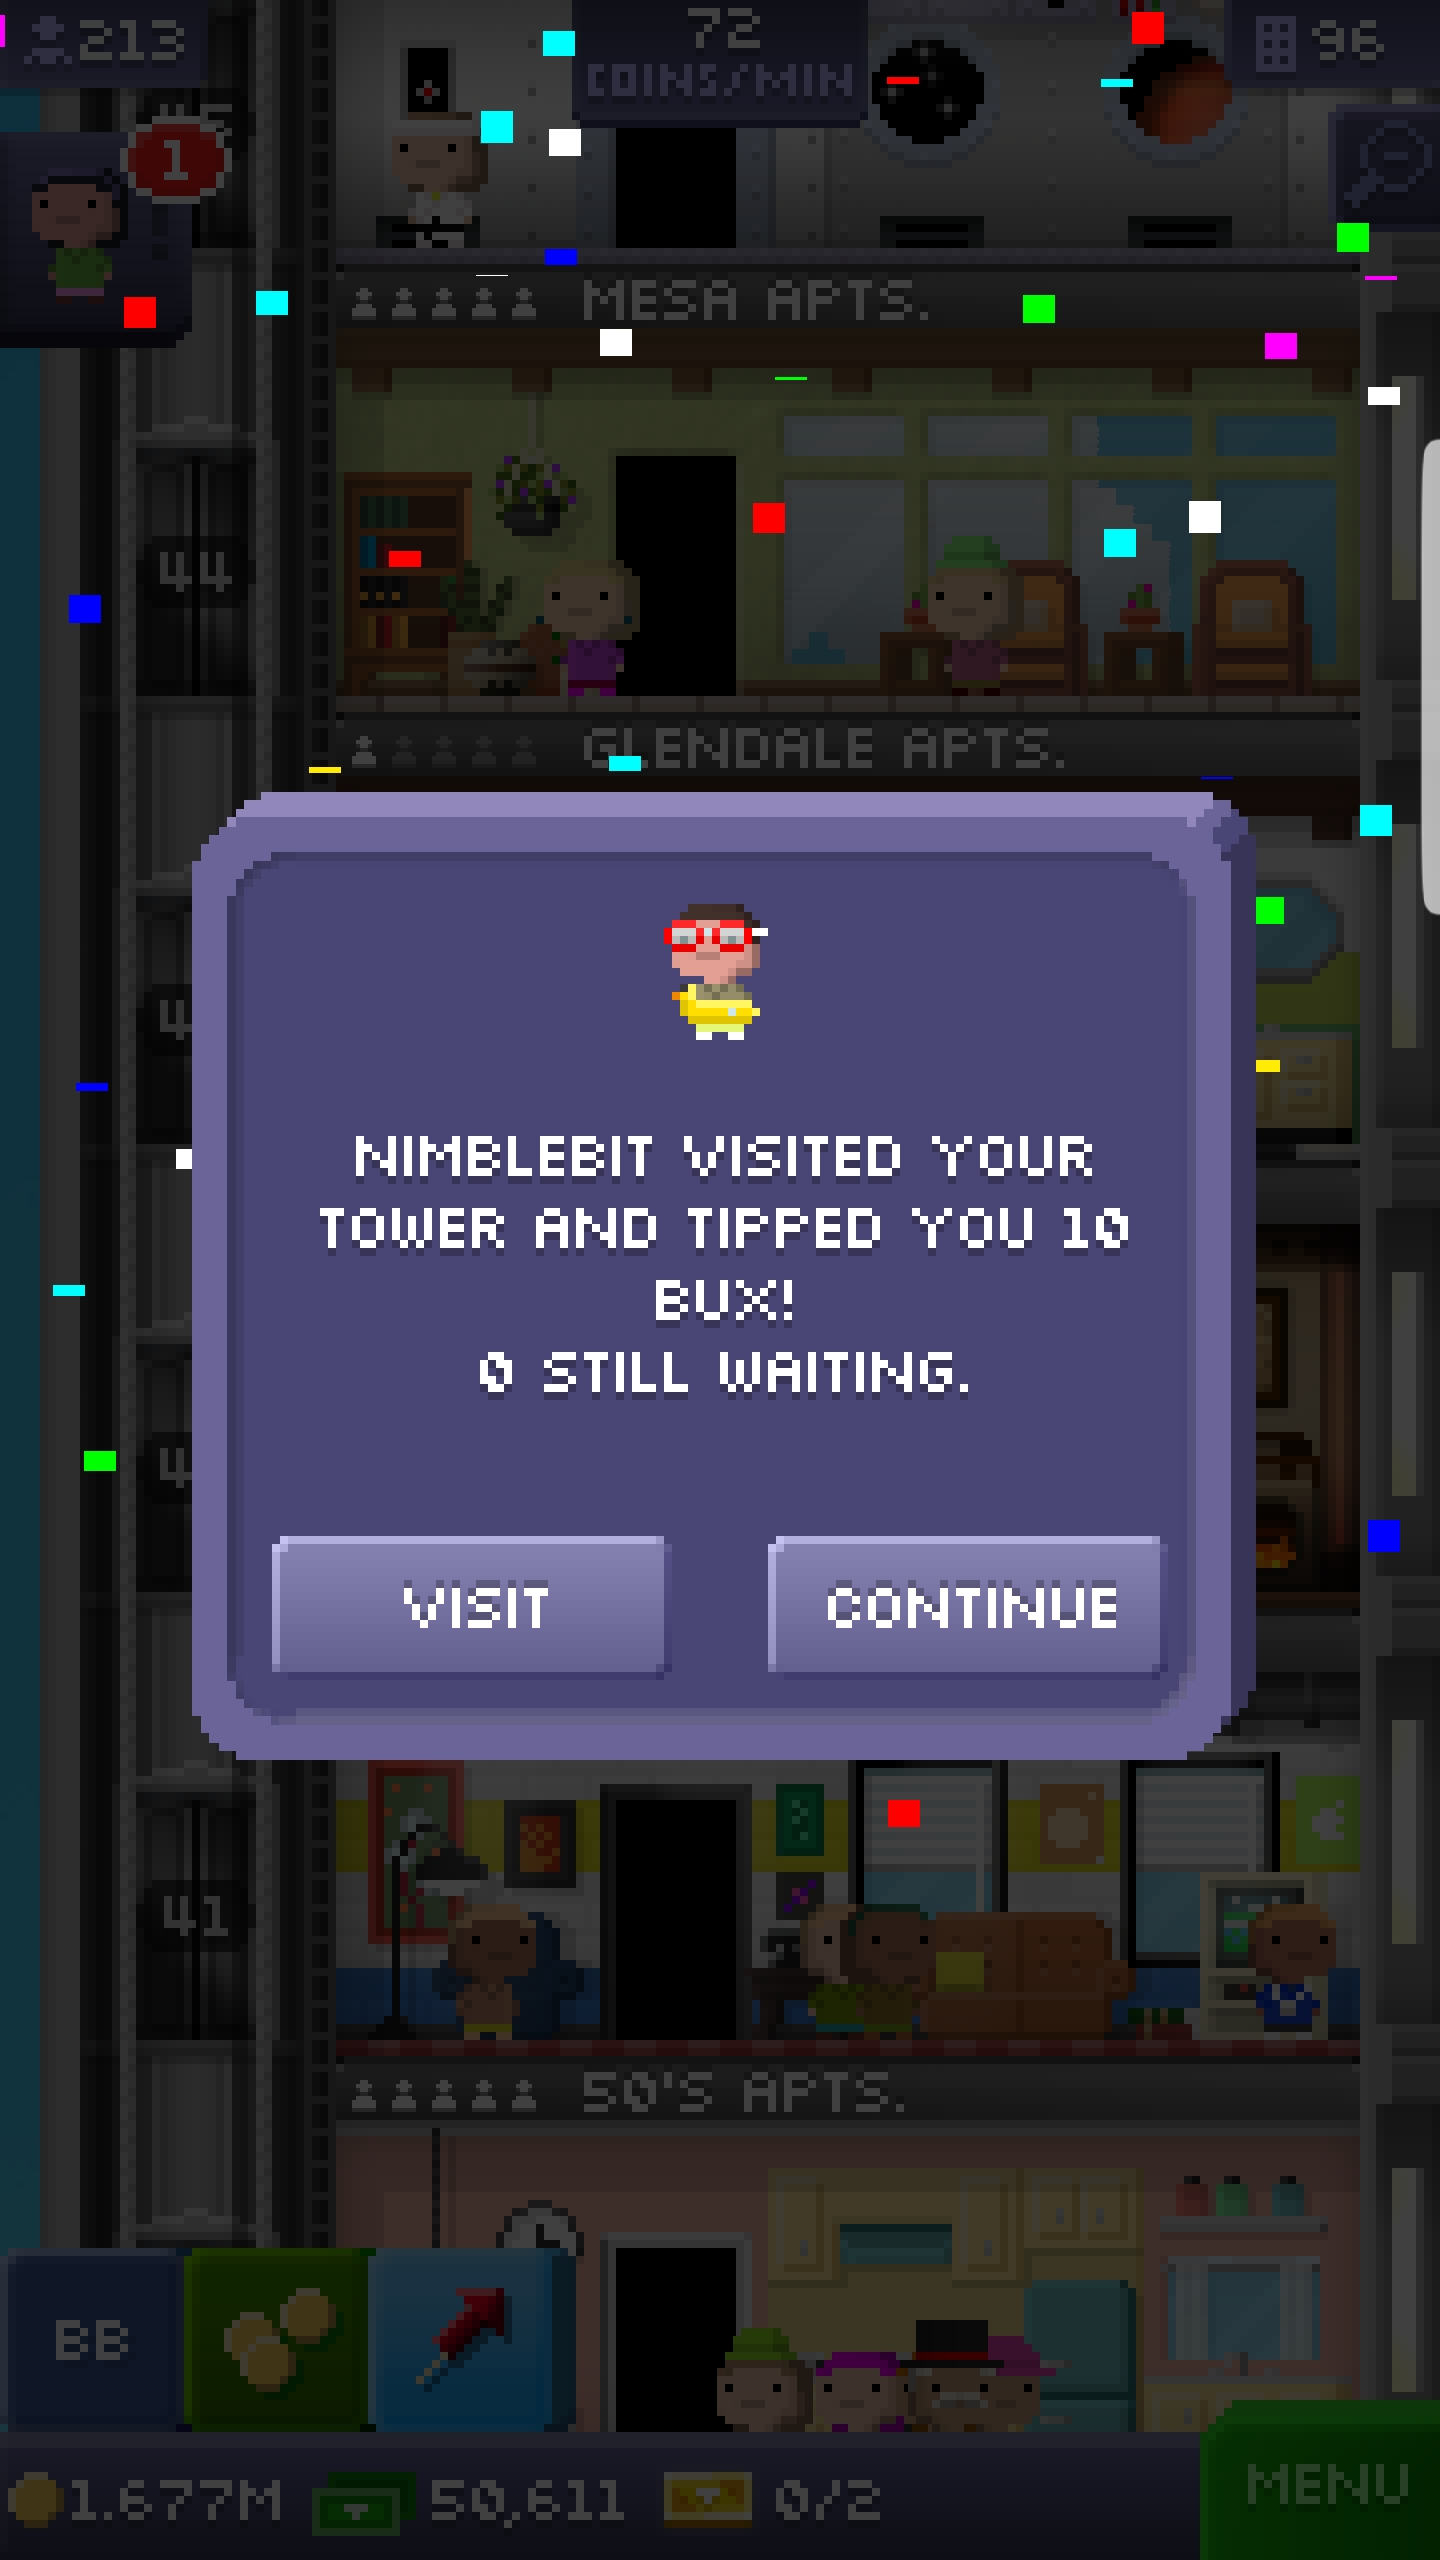 213
72
COINS/MIN
96
1
MESA APTS.
44
GLENDALE APTS.
NIMBLEBIT VISITED YOUR
TOWER AND TIPPED YOU 10
BUX!
0 STILL WAITING.
VISIT
CONTINUE
41
50'S APTS.
BB
1.677M
50,611
0/2
MENU